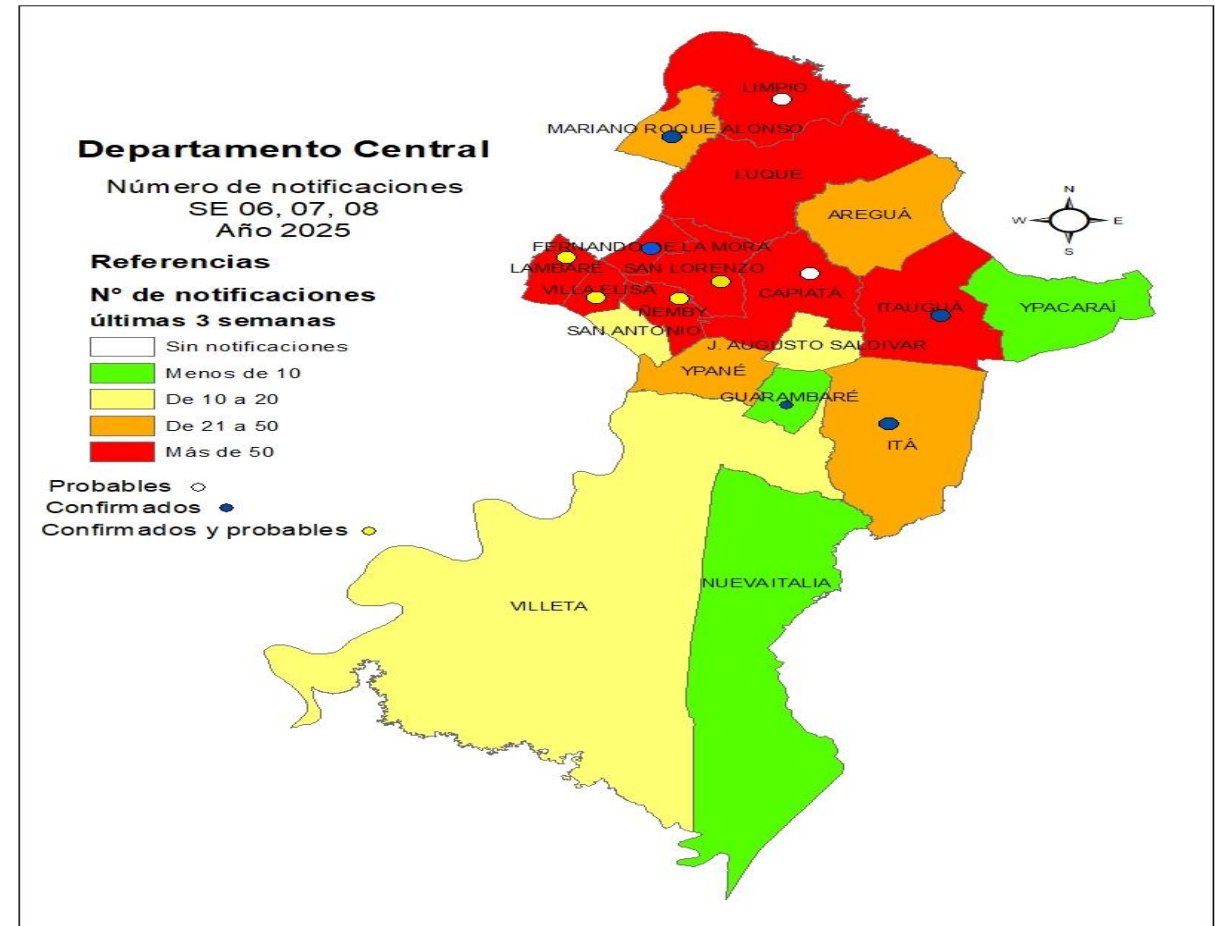 Departamento Central
Número de notificaciones
SE 06, 07, 08
Año 2025
Referencias
N° de notificaciones
últimas 3 semanas
Sin notificaciones
Menos de 10
De 10 a 20
De 21 a 50
Más de 50
Probables
Confirmados
Confirmados y probables
LIMPIO
MARIANO ROQUE ALONSO
LUQUE
AREGUÁ
N
W E
S
FERNANDO DE LA MORA
LAMBARÉ
SAN LORENZO
VILLA ELISA
CAPIATÁ
ITAUGUÁ
YPACARAÍ
ÑEMBY
SAN ANTONIO
J. AUGUSTO SALDIVAR
YPANÉ
GUARAMBARÉ
ITÁ
NUEVA ITALIA
VILLETA